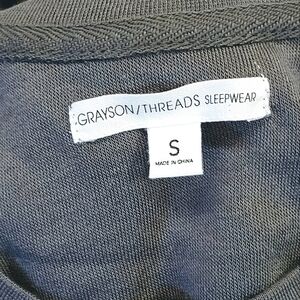 GRAYSON/THREADS SLEEPWEAR
S
MADE IN CHINA